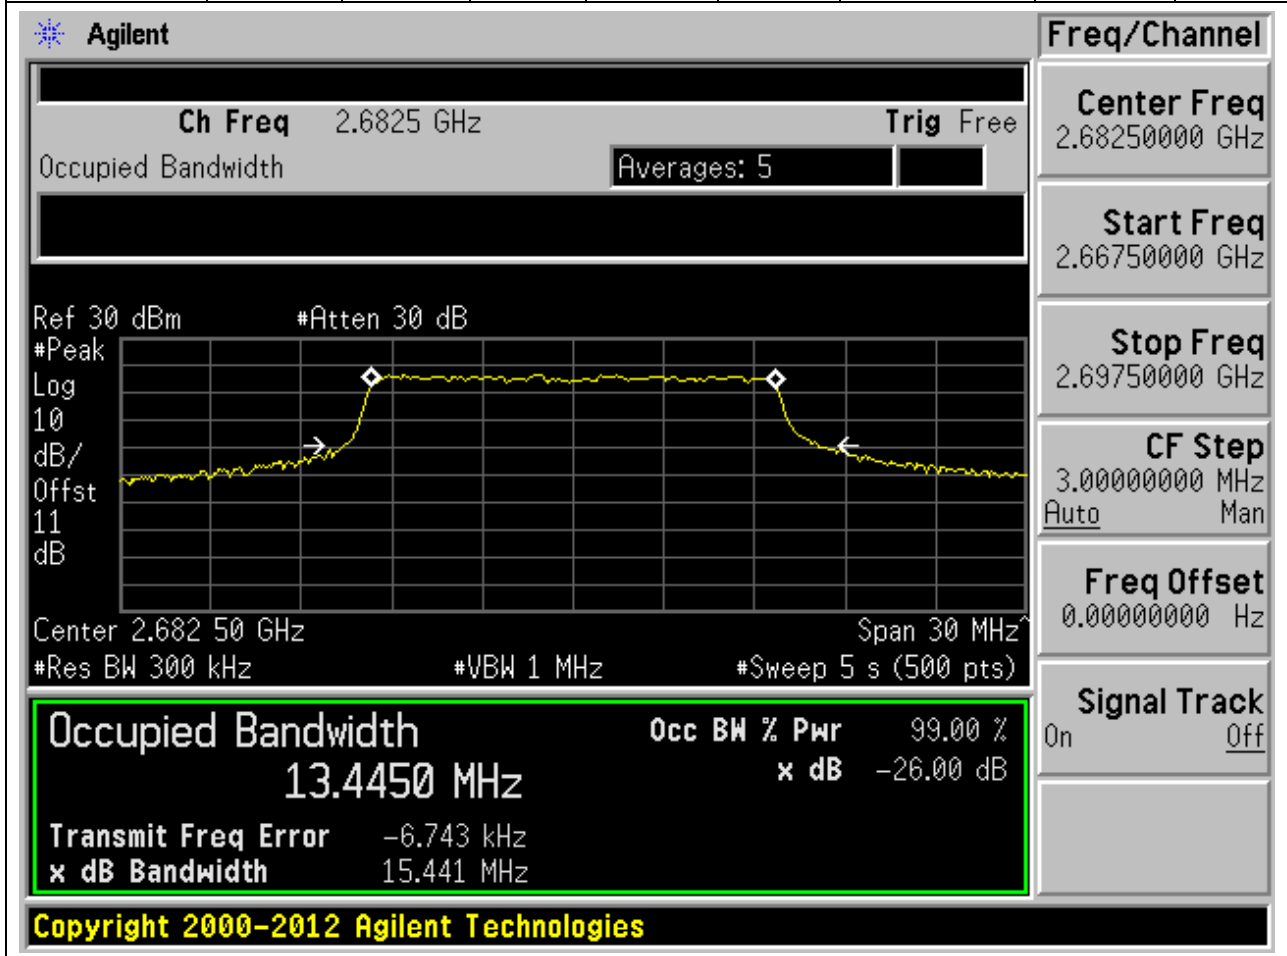 Agilent
Freq/Channel
Ch Freq 2.6825 GHz Trig Free
Occupied Bandwidth Averages: 5
Center Freq
2.68250000 GHz
Start Freq
2.66750000 GHz
Stop Freq
2.69750000 GHz
CF Step
3.00000000 MHz
Auto Man
Freq Offset
0.00000000 Hz
Signal Track
On Off
Ref 30 dBm #Atten 30 dB
#Peak
Log
10
dB/
Offst
11
dB
Center 2.682 50 GHz Span 30 MHz^
#Res BW 300 kHz #VBW 1 MHz #Sweep 5 s (500 pts)
Occupied Bandwidth Occ BW % Pwr 99.00 %
13.4450 MHz x dB -26.00 dB
Transmit Freq Error -6.743 kHz
x dB Bandwidth 15.441 MHz
Copyright 2000-2012 Agilent Technologies